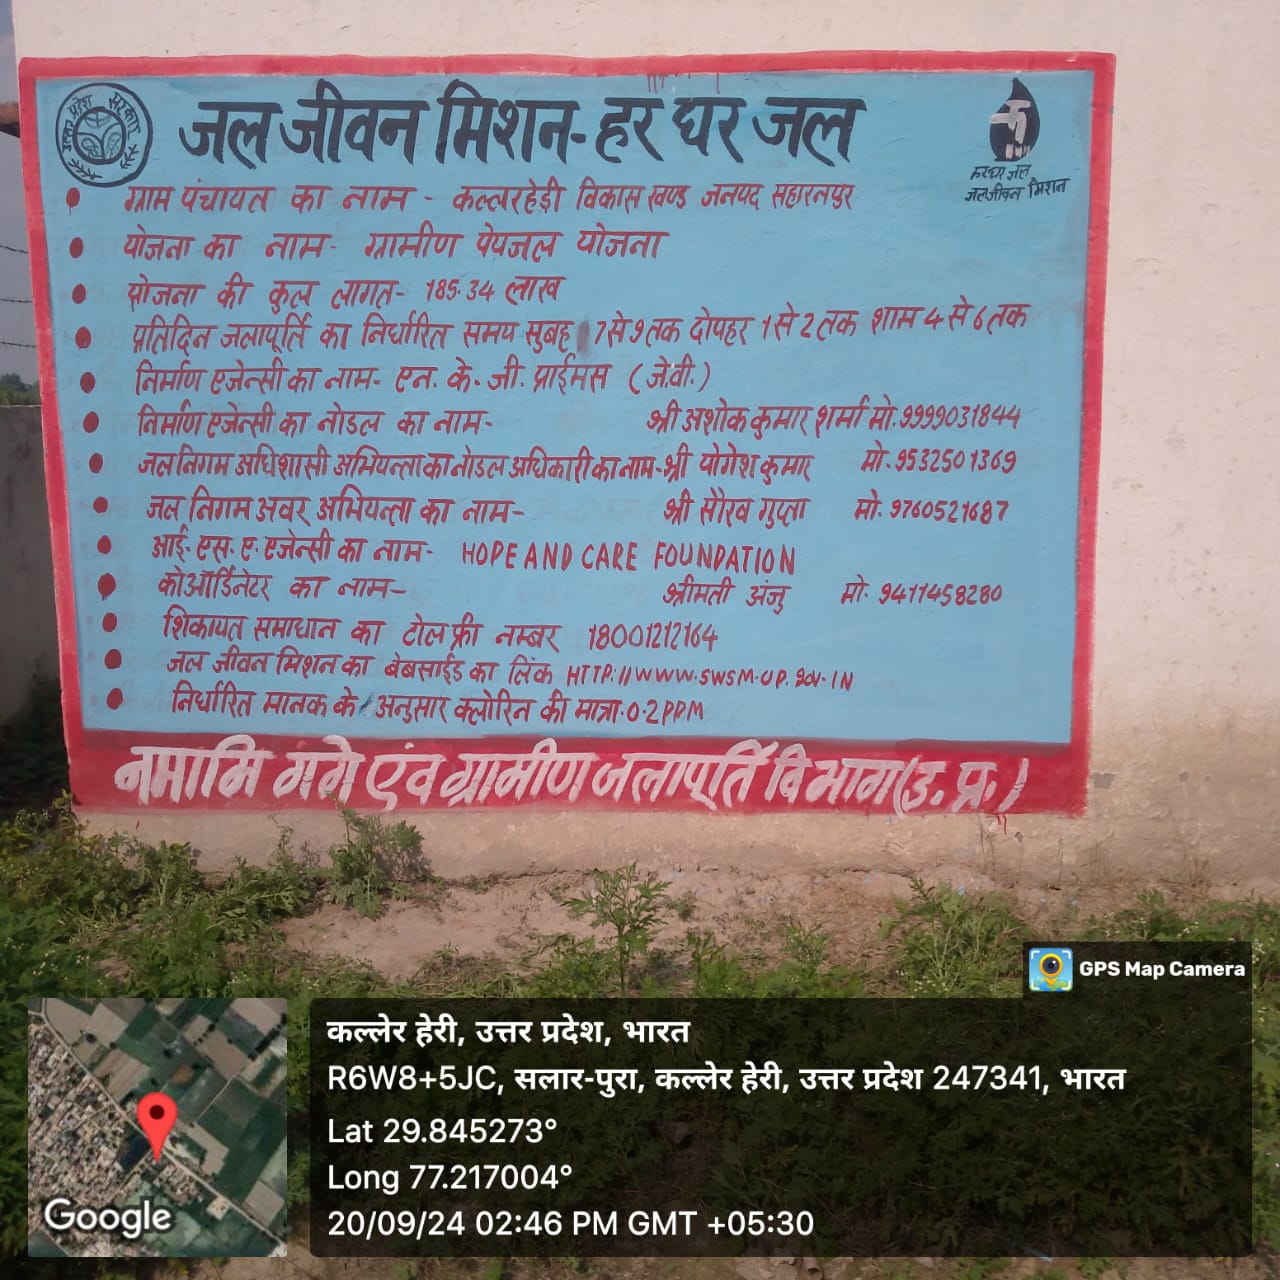 उत्तर प्रदेश सरकार
जल जीवन मिशन-हर घर जल
हर घर जल
जल जीवन मिशन
• ग्राम पंचायत का नाम - कल्लरहेड़ी विकास खण्ड जनपद सहारनपुर
• योजना का नाम- ग्रामीण पेयजल योजना
• योजना की कुल लागत- 185.34 लाख
• प्रतिदिन जलापूर्ति का निर्धारित समय सुबह 7 से 9 तक दोपहर 1 से 2 तक शाम 4 से 6 तक
• निर्माण एजेन्सी का नाम- एन. के. जी. प्राईमस (जे.वी.)
• निर्माण एजेन्सी का नोडल का नाम- श्री अशोक कुमार शर्मा मो. 9999031844
• जल निगम अधिशासी अभियन्ता का नोडल अधिकारी का नाम- श्री योगेश कुमार मो. 9532501369
• जल निगम अवर अभियन्ता का नाम- श्री सौरव गुप्ता मो. 9760521687
• आई. एस. ए. एजेन्सी का नाम- HOPE AND CARE FOUNDATION
• कोऑर्डिनेटर का नाम- श्रीमती अंजु मो. 9411458280
• शिकायत समाधान का टोल फ्री नम्बर 18001212164
• जल जीवन मिशन का बेबसाईड का लिंक HTTP://WWW.SWSM.UP.GOV.IN
• निर्धारित मानक के अनुसार क्लोरिन की मात्रा.0.2PPM
नमामि गंगे एंव ग्रामीण जलापूर्ति विभाग (उ. प्र.)
GPS Map Camera
कल्लेर हेरी, उत्तर प्रदेश, भारत
R6W8+5JC, सलार-पुरा, कल्लेर हेरी, उत्तर प्रदेश 247341, भारत
Lat 29.845273°
Long 77.217004°
20/09/24 02:46 PM GMT +05:30
Google